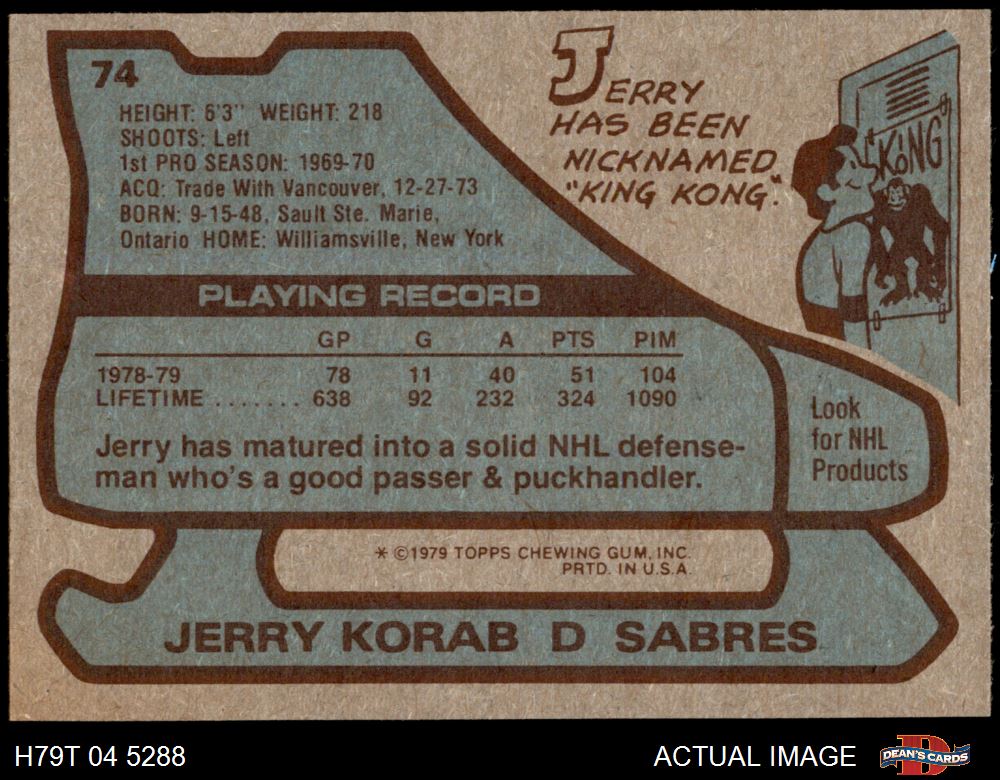 74
HEIGHT: 6'3" WEIGHT: 218
SHOOTS: Left
1st PRO SEASON: 1969-70
ACQ: Trade With Vancouver, 12-27-73
BORN: 9-15-48, Sault Ste. Marie,
Ontario HOME: Williamsville, New York
JERRY
HAS BEEN
NICKNAMED
"KING KONG".
"KONG"
PLAYING RECORD
GP G A PTS PIM
1978-79 78 11 40 51 104
LIFETIME ....... 638 92 232 324 1090
Jerry has matured into a solid NHL defense-
man who's a good passer & puckhandler.
Look
for NHL
Products
* ©1979 TOPPS CHEWING GUM, INC.
PRTD. IN U.S.A.
JERRY KORAB D SABRES
H79T 04 5288
ACTUAL IMAGE
DEAN'S CARDS